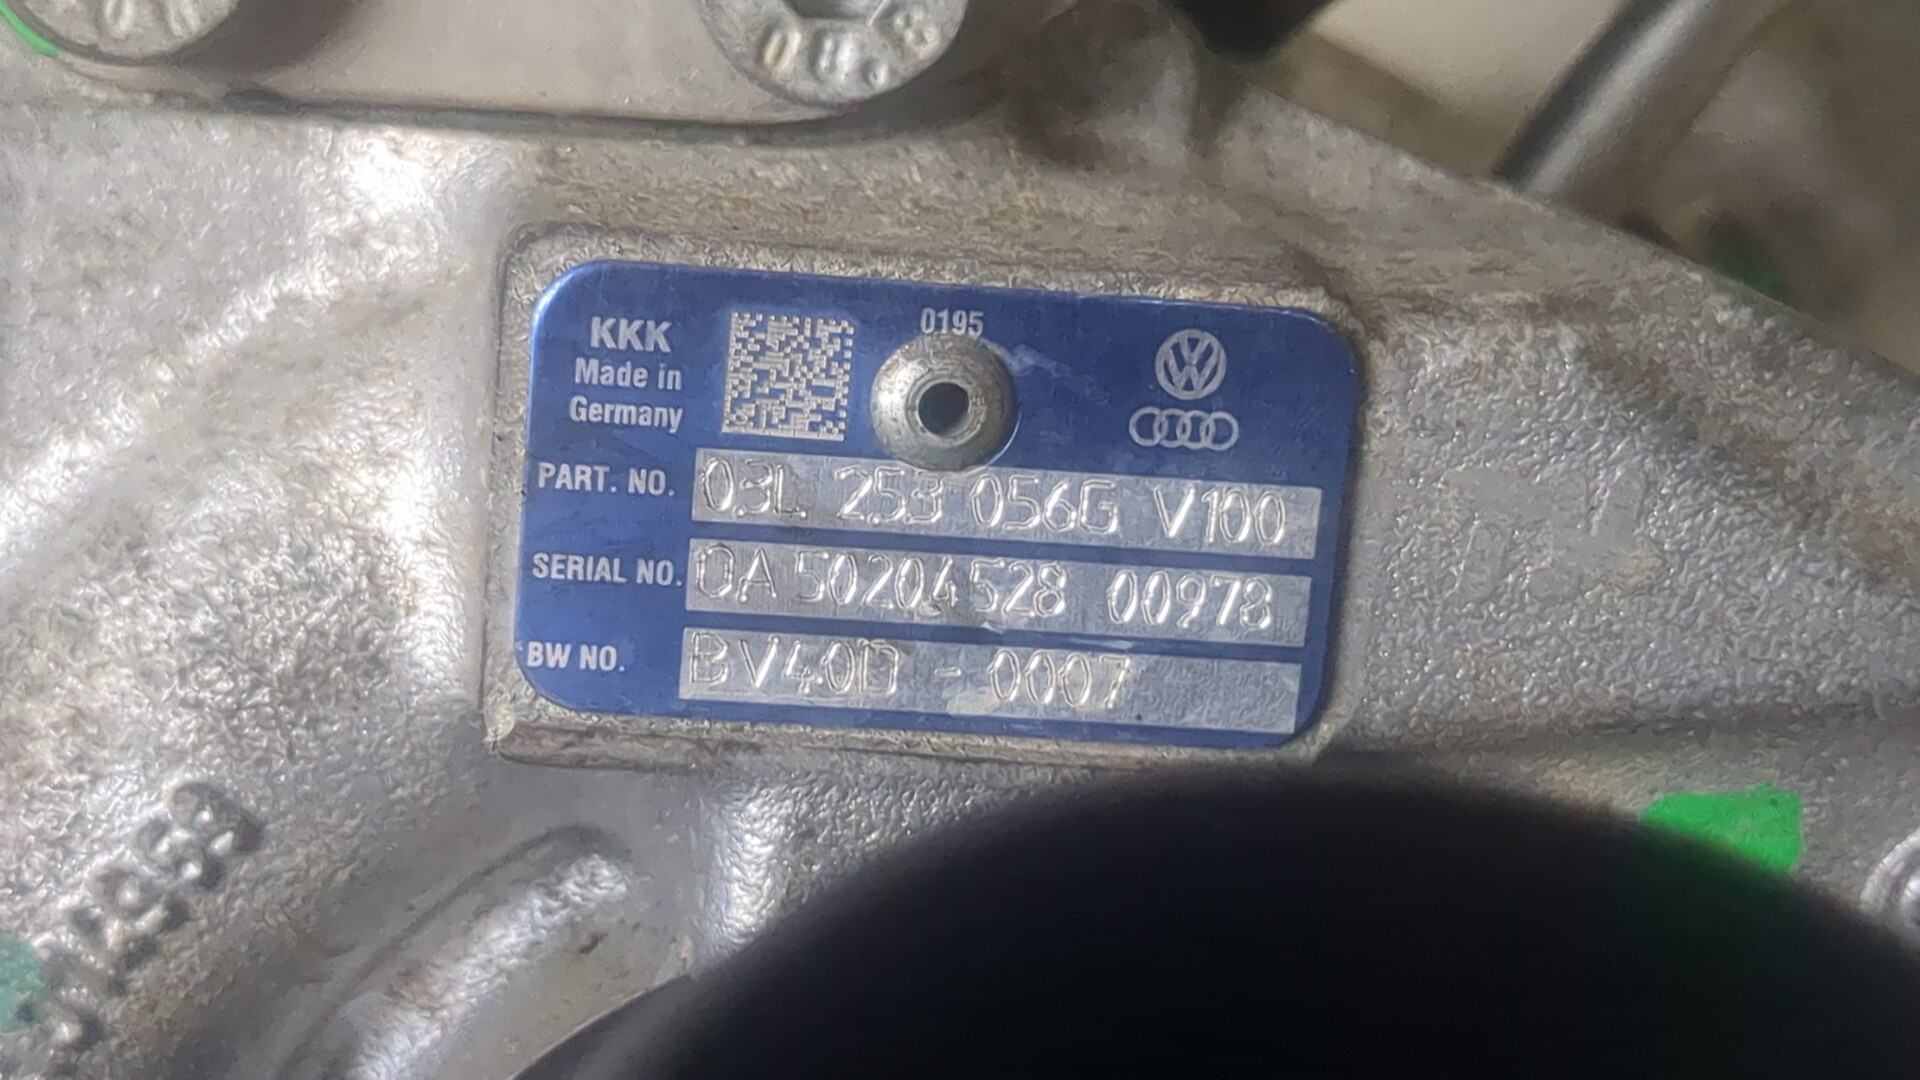 0195
KKK
Made in
Germany
PART. NO. 03L 253 056G V100
SERIAL NO. 0A 50204528 00978
BW NO. BV40D - 0007